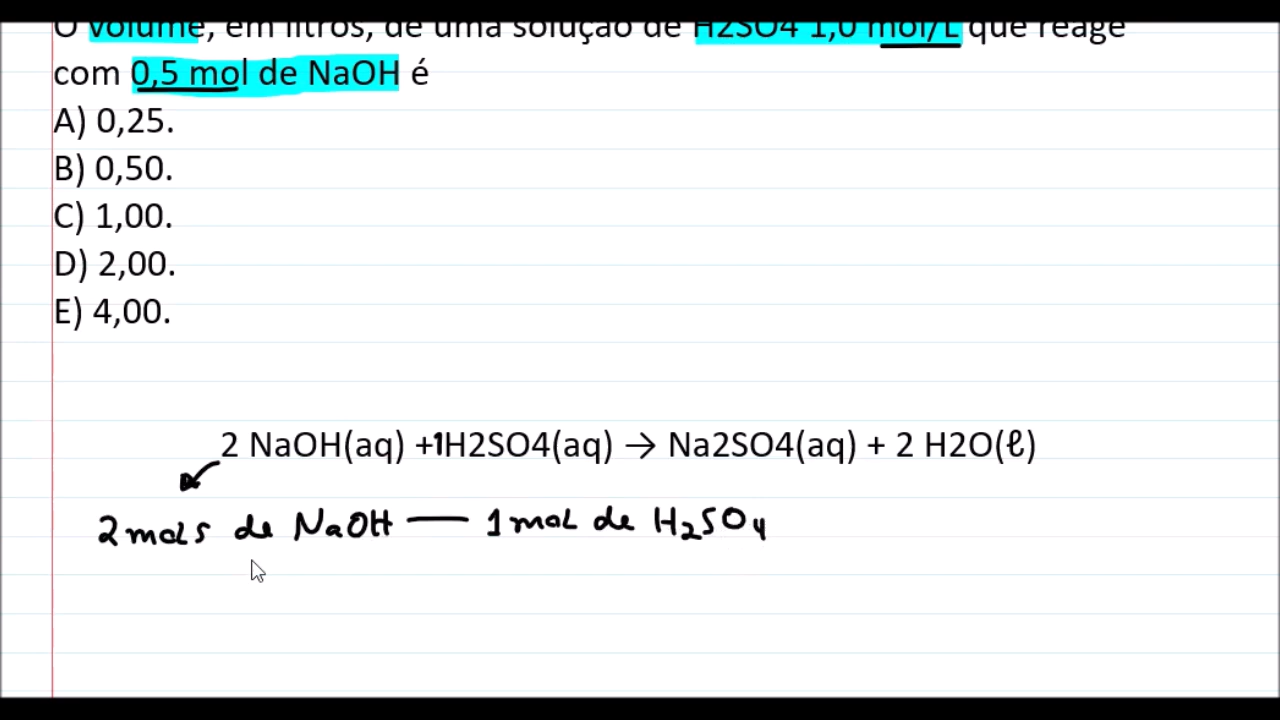 O volume, em litros, de uma solução de H2SO4 1,0 mol/L que reage
com 0,5 mol de NaOH é
A) 0,25.
B) 0,50.
C) 1,00.
D) 2,00.
E) 4,00.
2 NaOH(aq) +1H2SO4(aq) → Na2SO4(aq) + 2 H2O(ℓ)
2 mols de NaOH — 1 mol de H₂SO₄